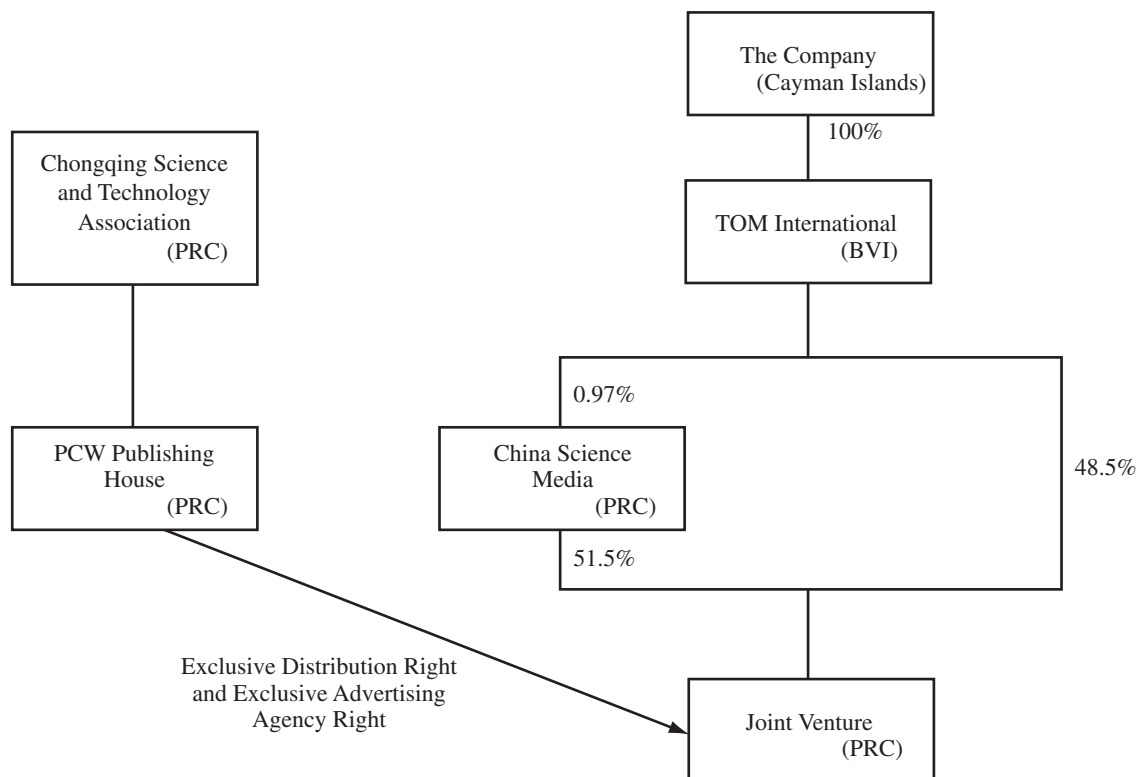 The Company
(Cayman Islands)
100%
Chongqing Science
and Technology
Association
(PRC)
TOM International
(BVI)
0.97%
PCW Publishing
House
(PRC)
China Science
Media
(PRC)
48.5%
51.5%
Exclusive Distribution Right
and Exclusive Advertising
Agency Right
Joint Venture
(PRC)